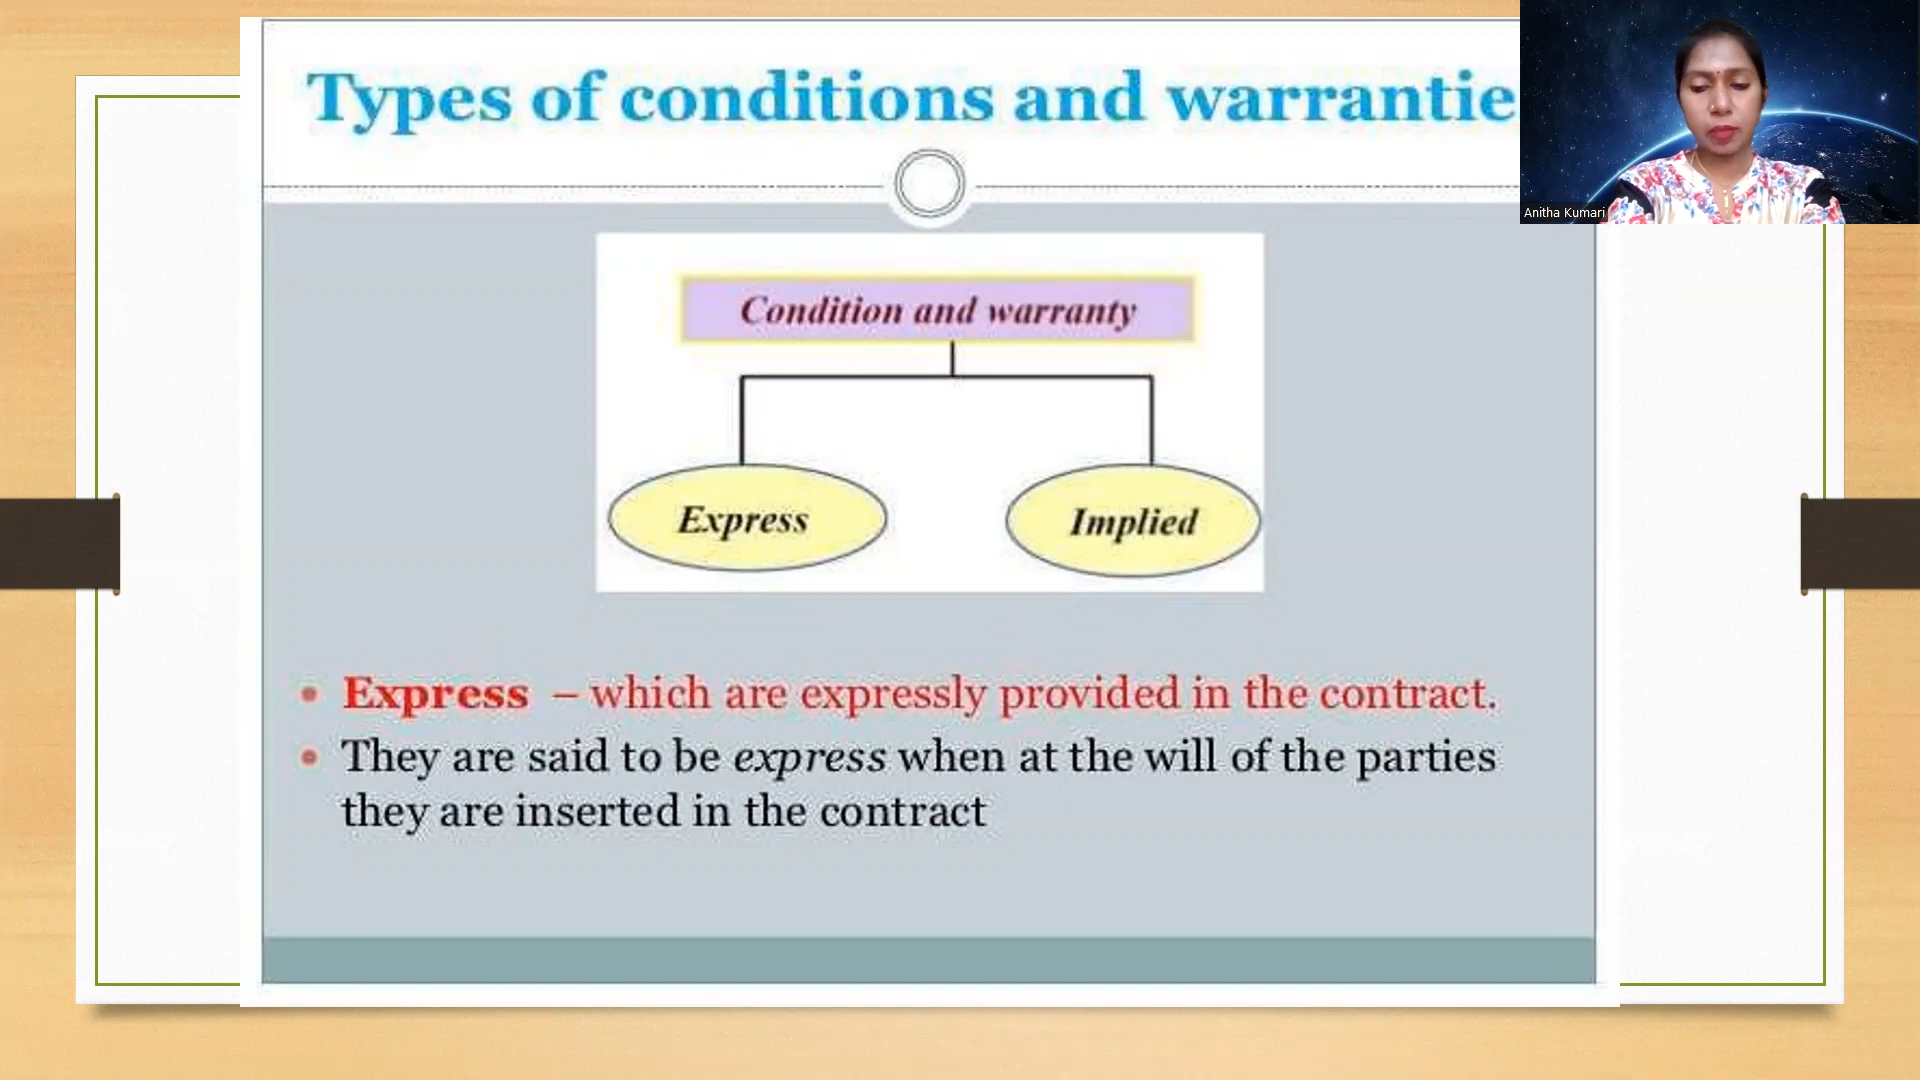 Types of conditions and warrantie
Anitha Kumari
Condition and warranty
Express
Implied
• Express – which are expressly provided in the contract.
• They are said to be express when at the will of the parties
they are inserted in the contract